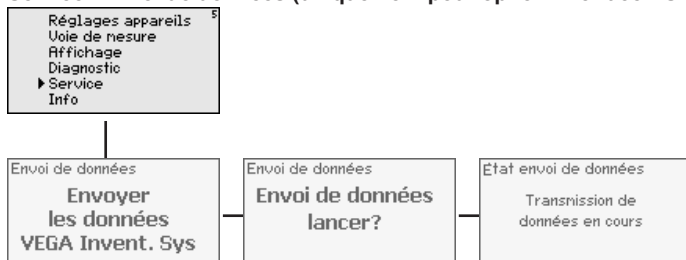 Réglages appareils 5
Voie de mesure
Affichage
Diagnostic
Service
Info
Envoi de données
Envoyer
les données
VEGA Invent. Sys
Envoi de données
Envoi de données
lancer?
État envoi de données
Transmission de
données en cours